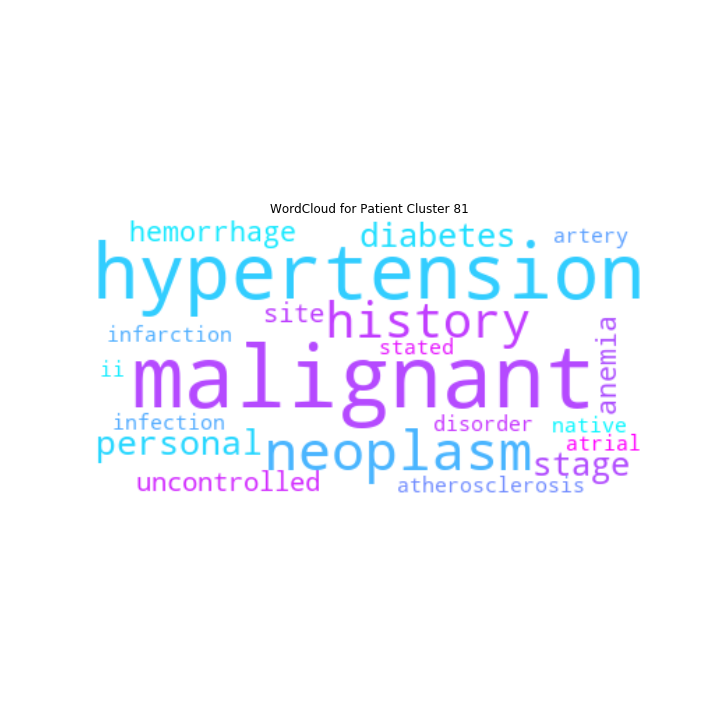 WordCloud for Patient Cluster 81
hemorrhage diabetes artery
hypertension
site history
infarction stated anemia
ii malignant
infection disorder native
personal neoplasm stage atrial
uncontrolled atherosclerosis